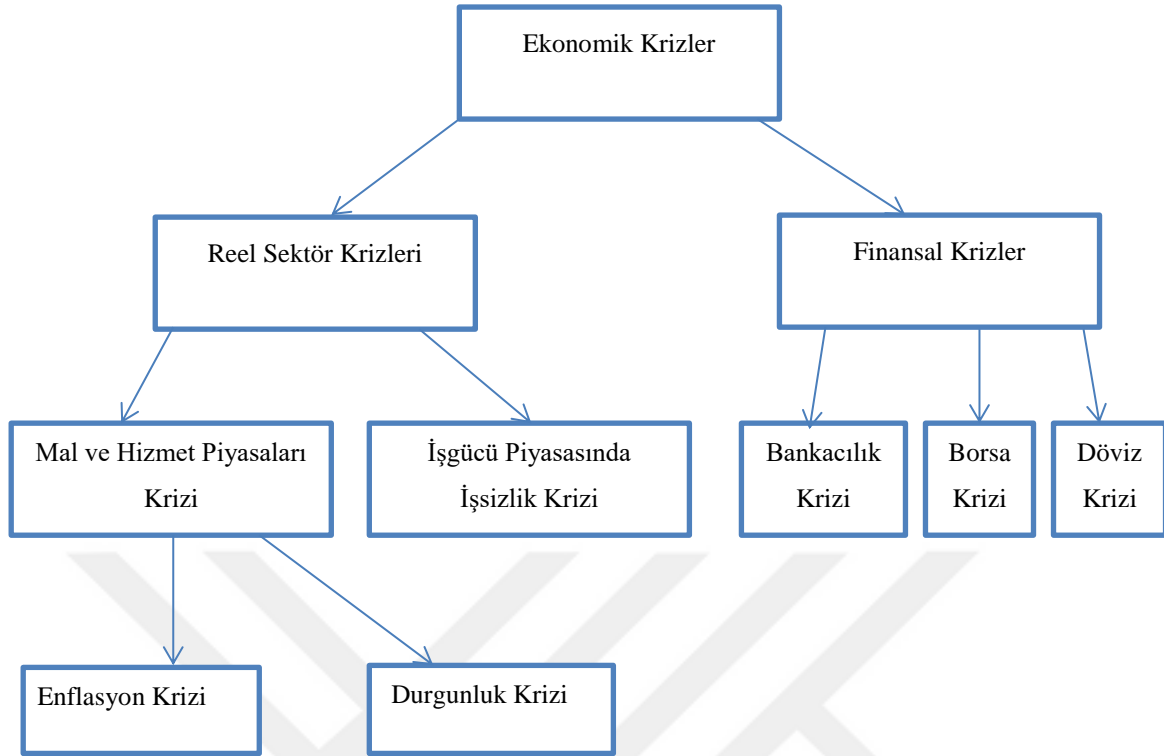 Ekonomik Krizler
Reel Sektör Krizleri
Finansal Krizler
Mal ve Hizmet Piyasaları
Krizi
İşgücü Piyasasında
İşsizlik Krizi
Bankacılık
Krizi
Borsa
Krizi
Döviz
Krizi
Enflasyon Krizi
Durgunluk Krizi